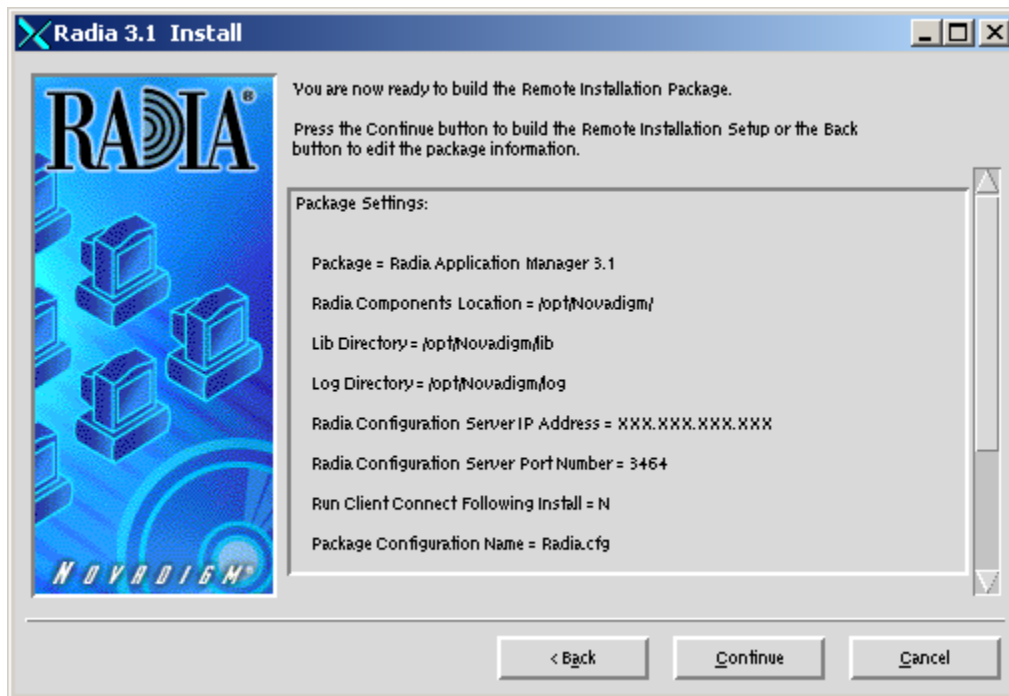 Radia 3.1 Install
RADIA®
NOVADIGM®
You are now ready to build the Remote Installation Package.
Press the Continue button to build the Remote Installation Setup or the Back
button to edit the package information.
Package Settings:
Package = Radia Application Manager 3.1
Radia Components Location = /opt/Novadigm/
Lib Directory = /opt/Novadigm/lib
Log Directory = /opt/Novadigm/log
Radia Configuration Server IP Address = XXX.XXX.XXX.XXX
Radia Configuration Server Port Number = 3464
Run Client Connect Following Install = N
Package Configuration Name = Radia.cfg
< Back
Continue
Cancel